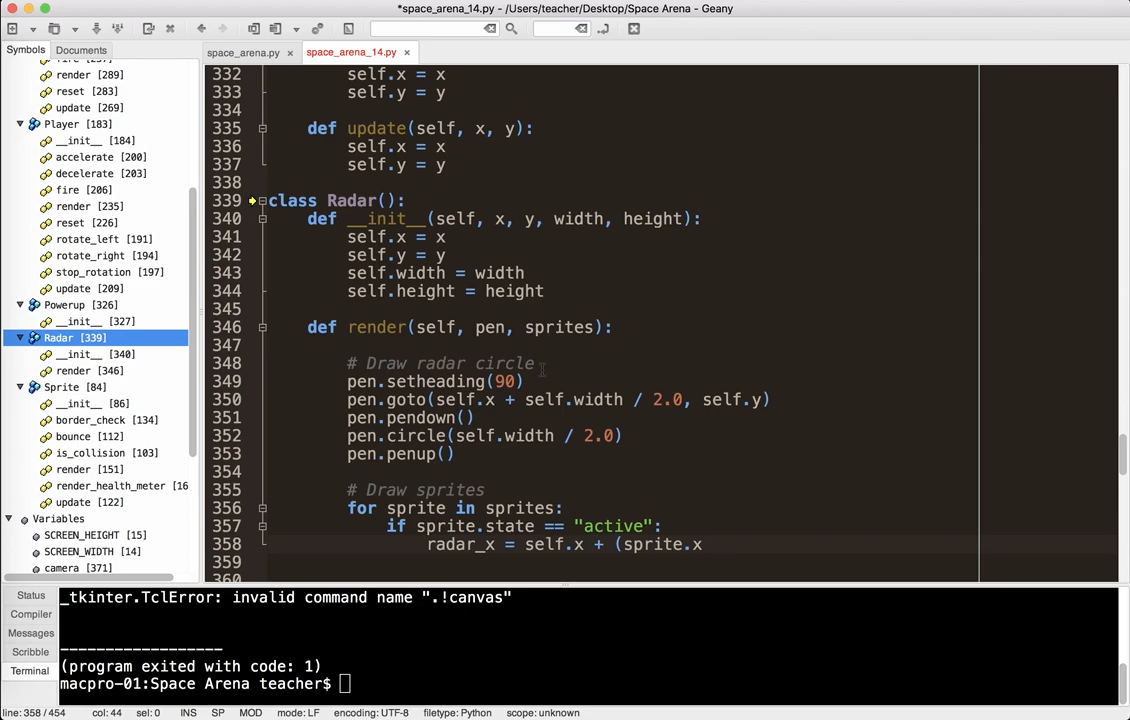 *space_arena_14.py - /Users/teacher/Desktop/Space Arena - Geany
Symbols Documents
space_arena.py × space_arena_14.py ×
render [289]
reset [283]
update [269]
Player [183]
__init__ [184]
accelerate [200]
decelerate [203]
fire [206]
render [235]
reset [226]
rotate_left [191]
rotate_right [194]
stop_rotation [197]
update [209]
Powerup [326]
__init__ [327]
Radar [339]
__init__ [340]
render [346]
Sprite [84]
__init__ [86]
border_check [134]
bounce [112]
is_collision [103]
render [151]
render_health_meter [16
update [122]
Variables
SCREEN_HEIGHT [15]
SCREEN_WIDTH [14]
camera [371]
332 self.x = x
333 self.y = y
334
335 def update(self, x, y):
336 self.x = x
337 self.y = y
338
339 class Radar():
340 def __init__(self, x, y, width, height):
341 self.x = x
342 self.y = y
343 self.width = width
344 self.height = height
345
346 def render(self, pen, sprites):
347
348 # Draw radar circle
349 pen.setheading(90)
350 pen.goto(self.x + self.width / 2.0, self.y)
351 pen.pendown()
352 pen.circle(self.width / 2.0)
353 pen.penup()
354
355 # Draw sprites
356 for sprite in sprites:
357 if sprite.state == "active":
358 radar_x = self.x + (sprite.x
359
360
Status
Compiler
Messages
Scribble
Terminal
_tkinter.TclError: invalid command name ".!canvas"
------------------
(program exited with code: 1)
macpro-01:Space Arena teacher$
line: 358 / 454 col: 44 sel: 0 INS SP MOD mode: LF encoding: UTF-8 filetype: Python scope: unknown